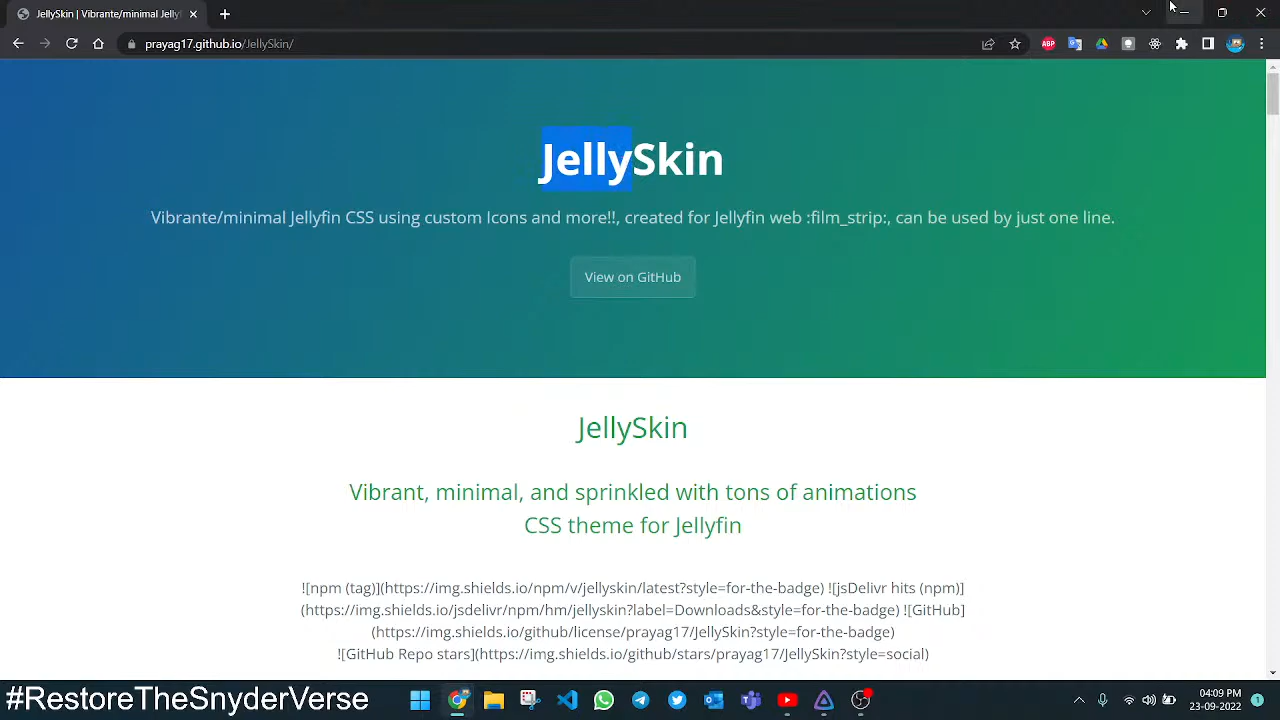 JellySkin | Vibrante/minimal Jellyf
prayag17.github.io/JellySkin/
ABP
JellySkin
Vibrante/minimal Jellyfin CSS using custom Icons and more!!, created for Jellyfin web :film_strip:, can be used by just one line.
View on GitHub
JellySkin
Vibrant, minimal, and sprinkled with tons of animations
CSS theme for Jellyfin
![npm (tag)](https://img.shields.io/npm/v/jellyskin/latest?style=for-the-badge) ![jsDelivr hits (npm)]
(https://img.shields.io/jsdelivr/npm/hm/jellyskin?label=Downloads&style=for-the-badge) ![GitHub]
(https://img.shields.io/github/license/prayag17/JellySkin?style=for-the-badge)
![GitHub Repo stars](https://img.shields.io/github/stars/prayag17/JellySkin?style=social)
#RestoreTheSnyderVerse
04:09 PM
23-09-2022
1